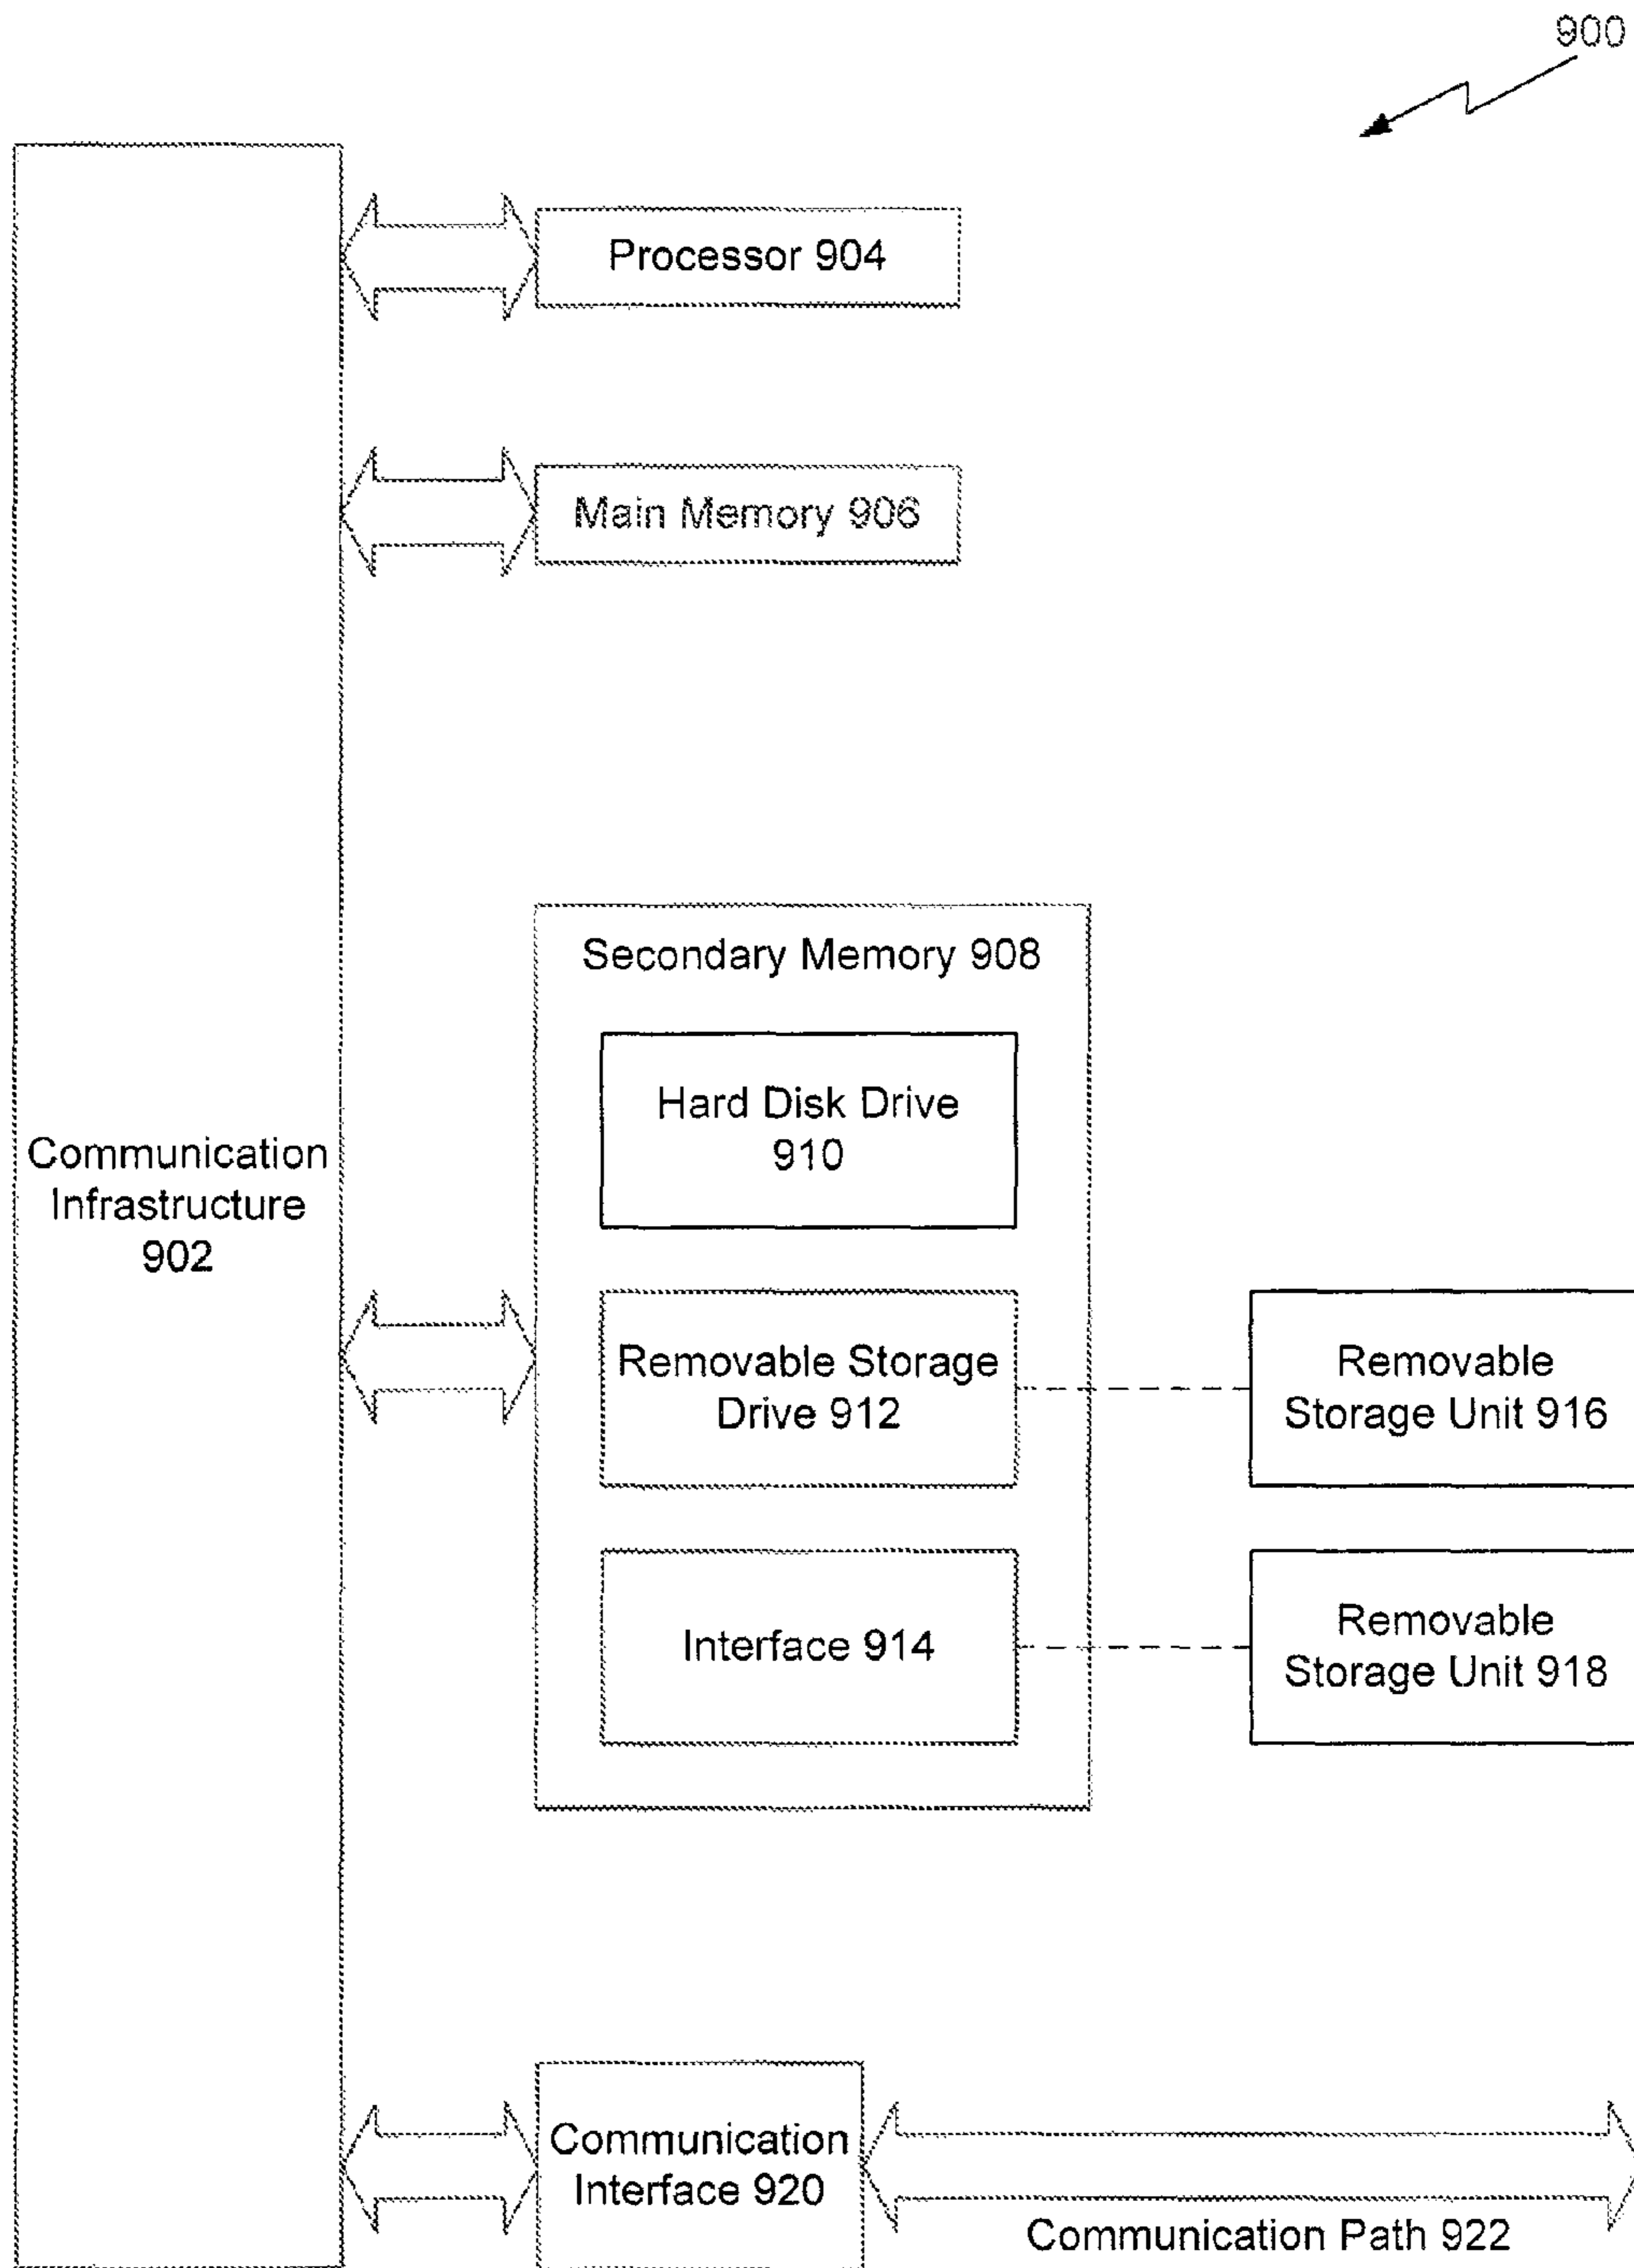 900
Processor 904
Main Memory 906
Secondary Memory 908
Hard Disk Drive
910
Communication
Infrastructure
902
Removable Storage
Drive 912
Removable
Storage Unit 916
Interface 914
Removable
Storage Unit 918
Communication
Interface 920
Communication Path 922